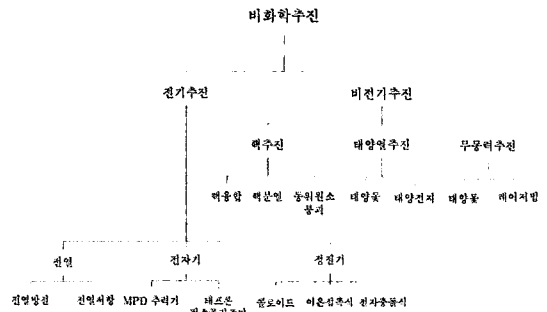 비화학추진
전기추진 비전기추진
핵추진 태양열추진 무동력추진
핵융합 핵분열 동위원소 태양돛 태양전지 태양돛 레이저빔
붕괴
전열 전자기 정전기
전열방전 전열저항 MPD 추력기 테프론 콜로이드 이온접촉식 전자충돌식